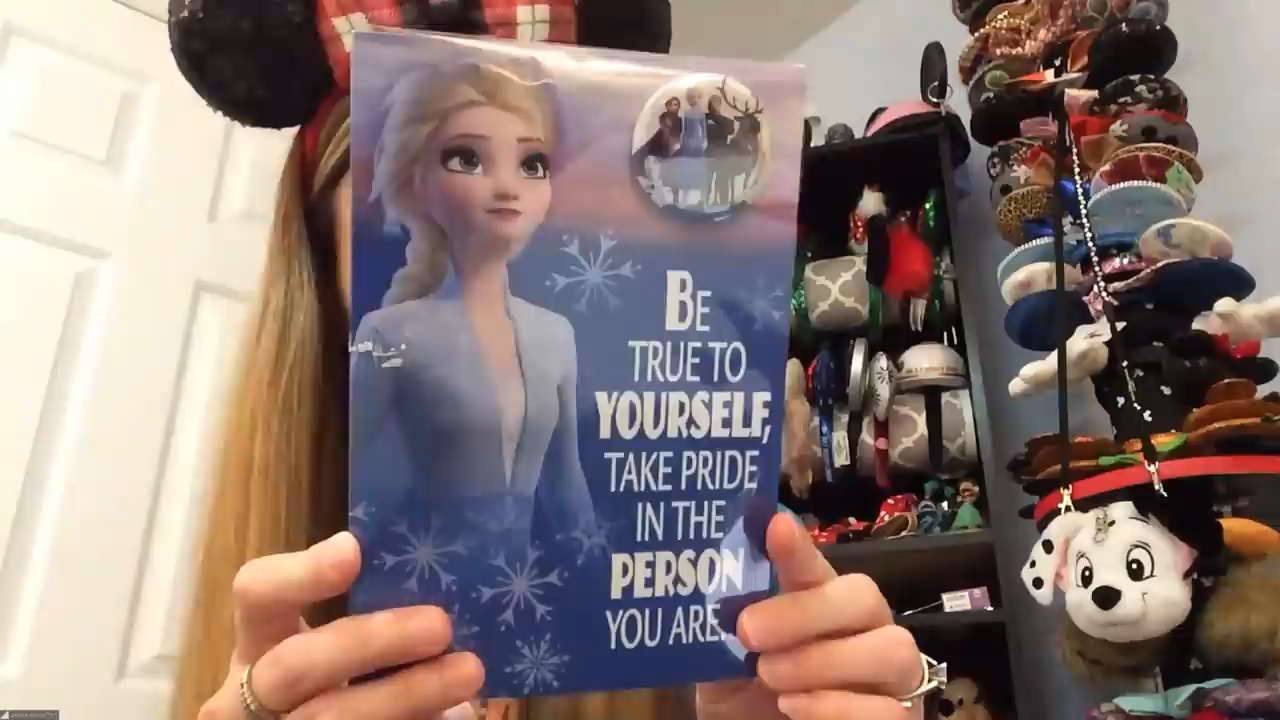 BE
TRUE TO
YOURSELF,
TAKE PRIDE
IN THE
PERSON
YOU ARE.